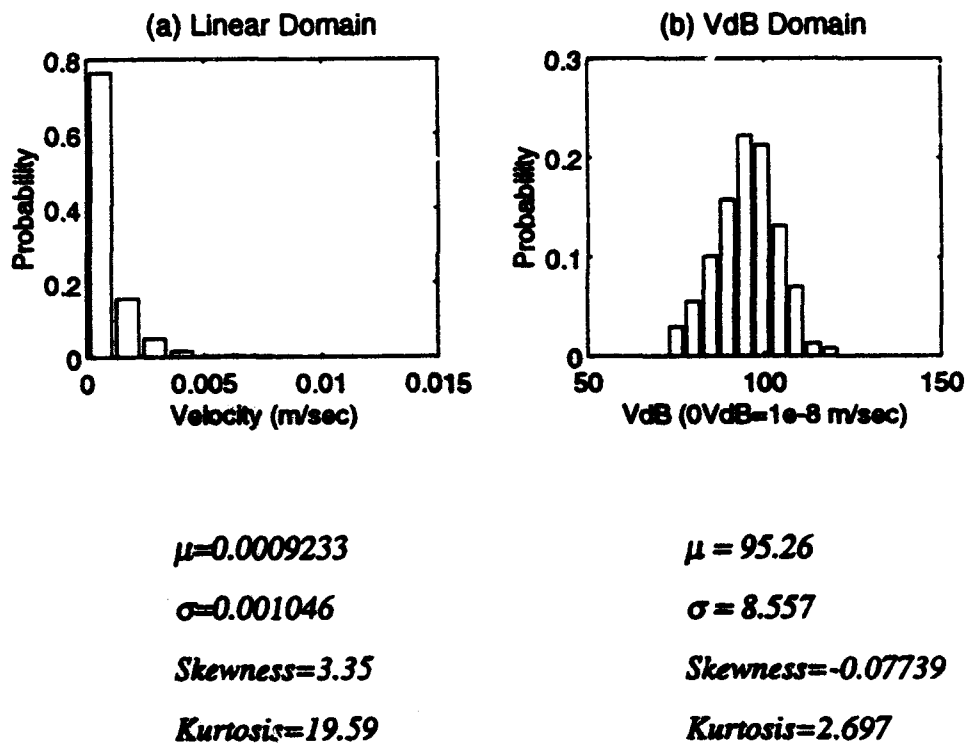 (a) Linear Domain
0.8
0.6
0.4
0.2
0
Probability
0
0.005
0.01
0.015
Velocity (m/sec)
(b) VdB Domain
0.3
0.2
0.1
0
Probability
50
100
150
VdB (0VdB=1e-8 m/sec)
μ=0.0009233
σ=0.001046
Skewness=3.35
Kurtosis=19.59
μ = 95.26
σ = 8.557
Skewness=-0.07739
Kurtosis=2.697